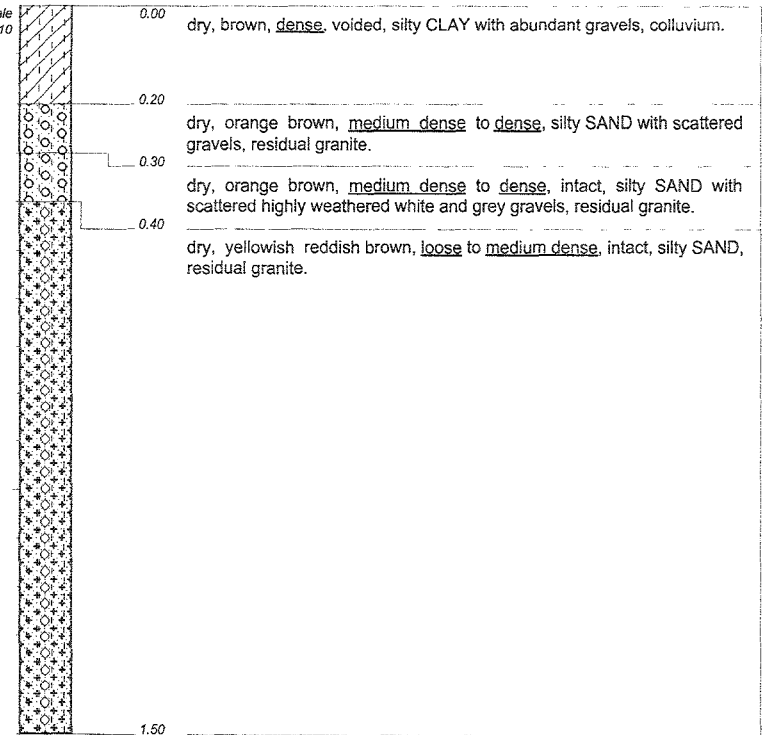 ale
10
0.00
dry, brown, dense, voided, silty CLAY with abundant gravels, colluvium.
0.20
dry, orange brown, medium dense to dense, silty SAND with scattered
gravels, residual granite.
0.30
dry, orange brown, medium dense to dense, intact, silty SAND with
scattered highly weathered white and grey gravels, residual granite.
0.40
dry, yellowish reddish brown, loose to medium dense, intact, silty SAND,
residual granite.
1.50